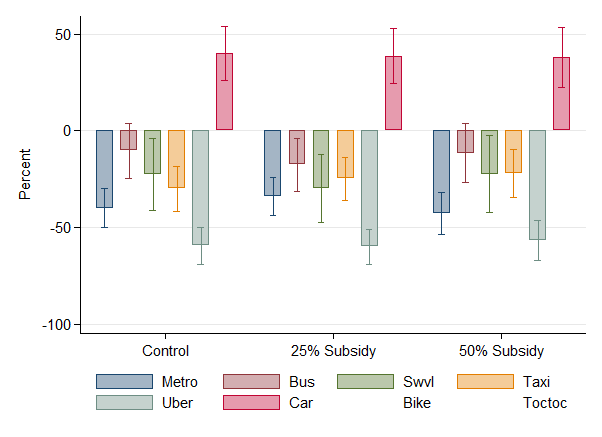 50
0
-50
-100
Percent
Control 25% Subsidy 50% Subsidy
Metro Bus Swvl Taxi
Uber Car Bike Toctoc